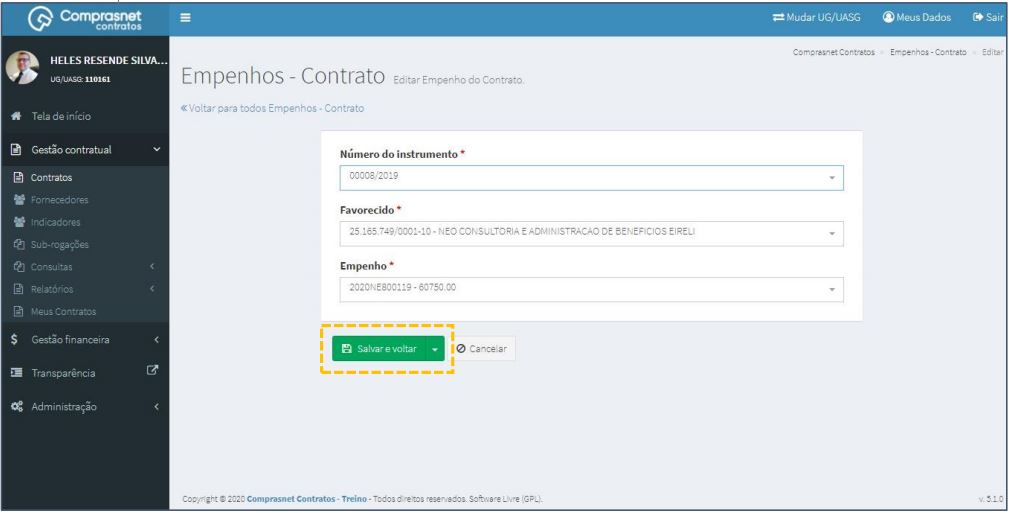 Comprasnet
contratos
Mudar UG/UASG
Meus Dados
Sair
HELES RESENDE SILVA...
UG/UASG: 110161
Comprasnet Contratos > Empenhos - Contrato > Editar
Empenhos - Contrato Editar Empenho do Contrato.
«Voltar para todos Empenhos - Contrato
Tela de início
Gestão contratual
Contratos
Fornecedores
Indicadores
Sub-rogações
Consultas
Relatórios
Meus Contratos
Gestão financeira
Transparência
Administração
Número do instrumento *
00008/2019
Favorecido *
25.165.749/0001-10 - NEO CONSULTORIA E ADMINISTRACAO DE BENEFICIOS EIRELI
Empenho *
2020NE800119 - 60750.00
Salvar e voltar
Cancelar
Copyright © 2020 Comprasnet Contratos - Treino - Todos direitos reservados. Software Livre (GPL).
v. 5.1.0